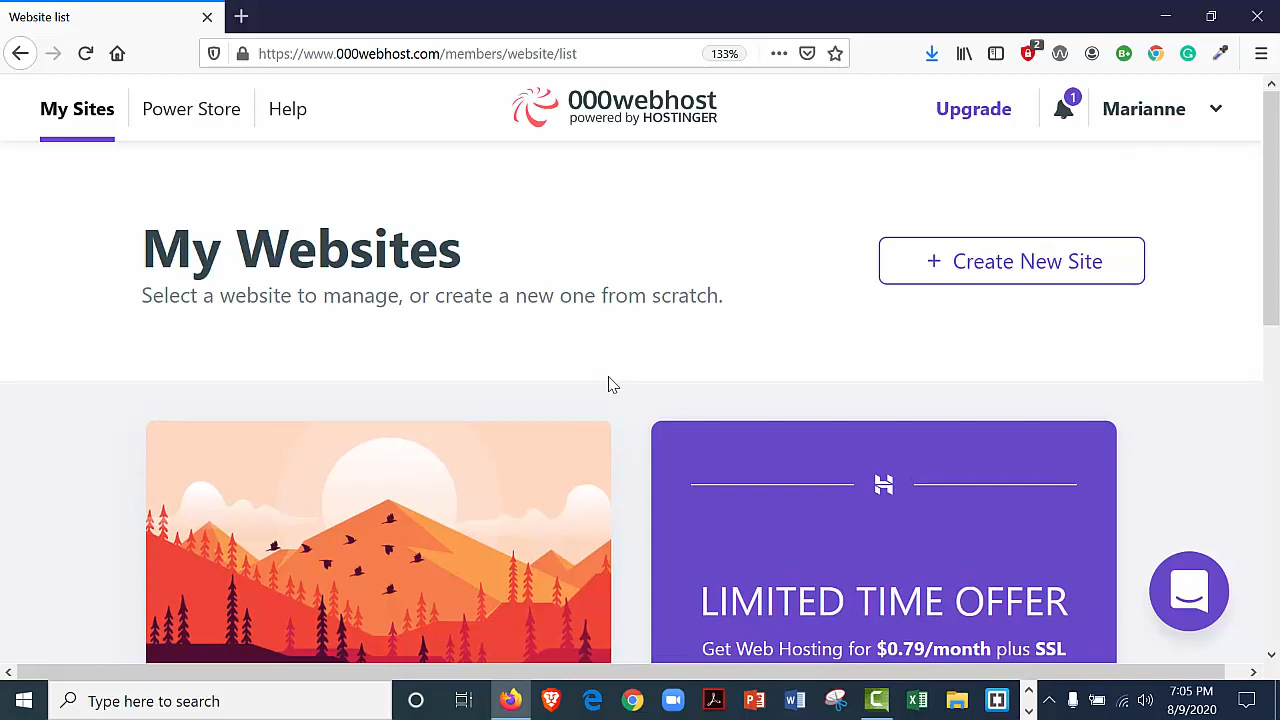 Website list
https://www.000webhost.com/members/website/list
133%
2
My Sites
Power Store
Help
000webhost
powered by HOSTINGER
Upgrade
1
Marianne
My Websites
Select a website to manage, or create a new one from scratch.
+ Create New Site
LIMITED TIME OFFER
Get Web Hosting for $0.79/month plus SSL
Type here to search
7:05 PM
8/9/2020